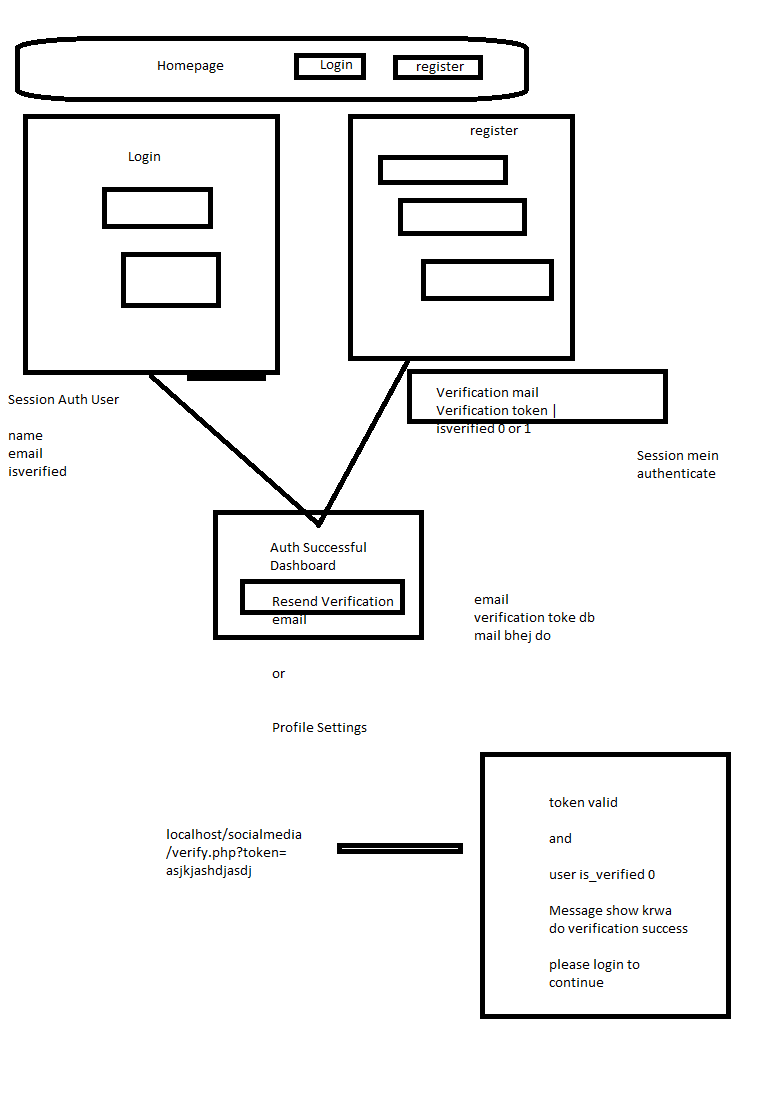 Homepage
Login
register
Login
register
Session Auth User
name
email
isverified
Verification mail
Verification token |
isverified 0 or 1
Session mein
authenticate
Auth Successful
Dashboard
Resend Verification
email
email
verification toke db
mail bhej do
or
Profile Settings
localhost/socialmedia
/verify.php?token=
asjkjashdjasdj
token valid
and
user is_verified 0
Message show krwa
do verification success
please login to
continue